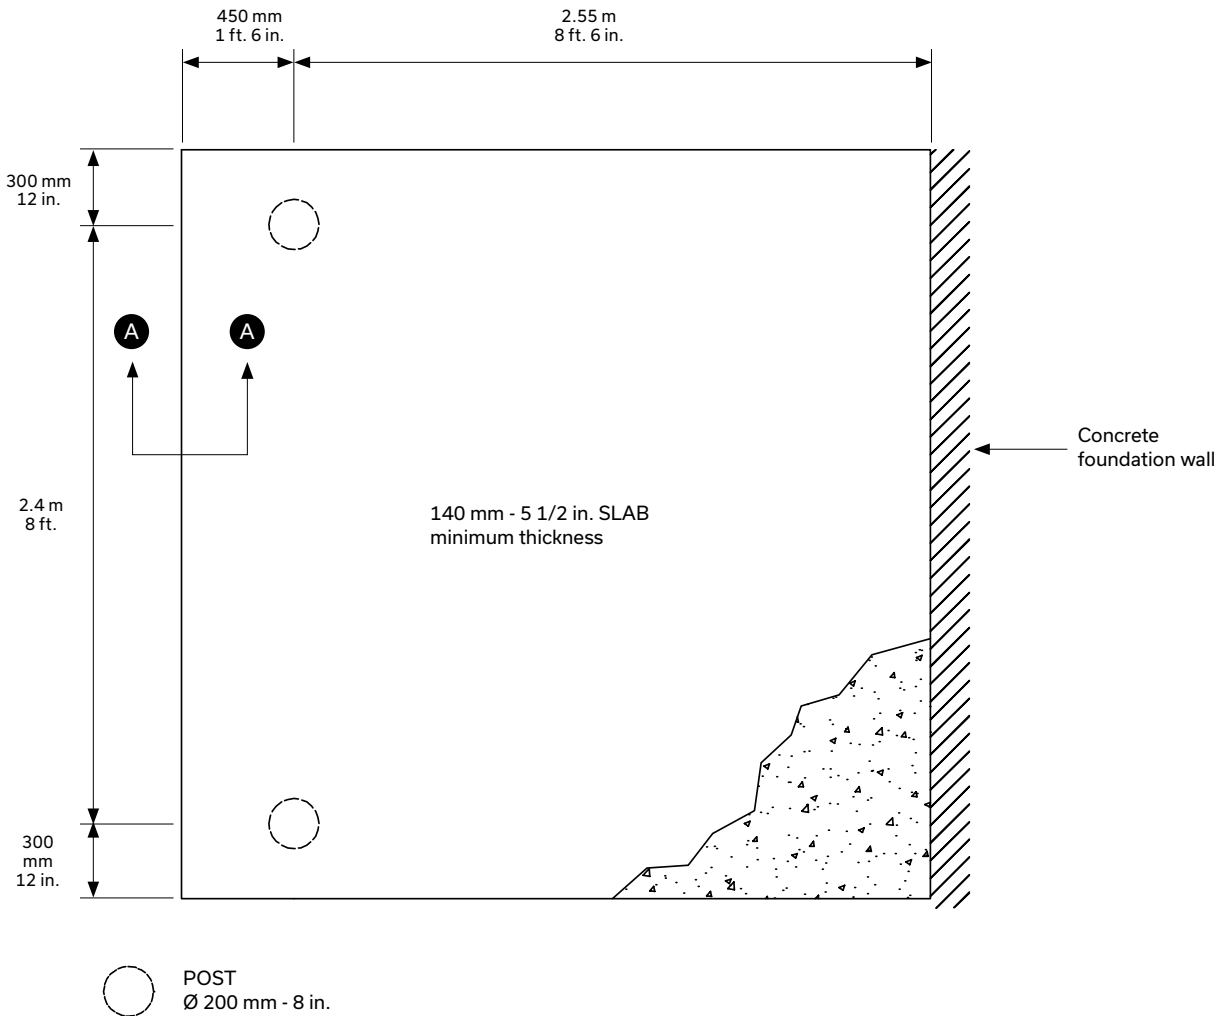 450 mm
1 ft. 6 in.
2.55 m
8 ft. 6 in.
300 mm
12 in.
A
A
Concrete
foundation wall
2.4 m
8 ft.
140 mm - 5 1/2 in. SLAB
minimum thickness
300
mm
12 in.
POST
Ø 200 mm - 8 in.